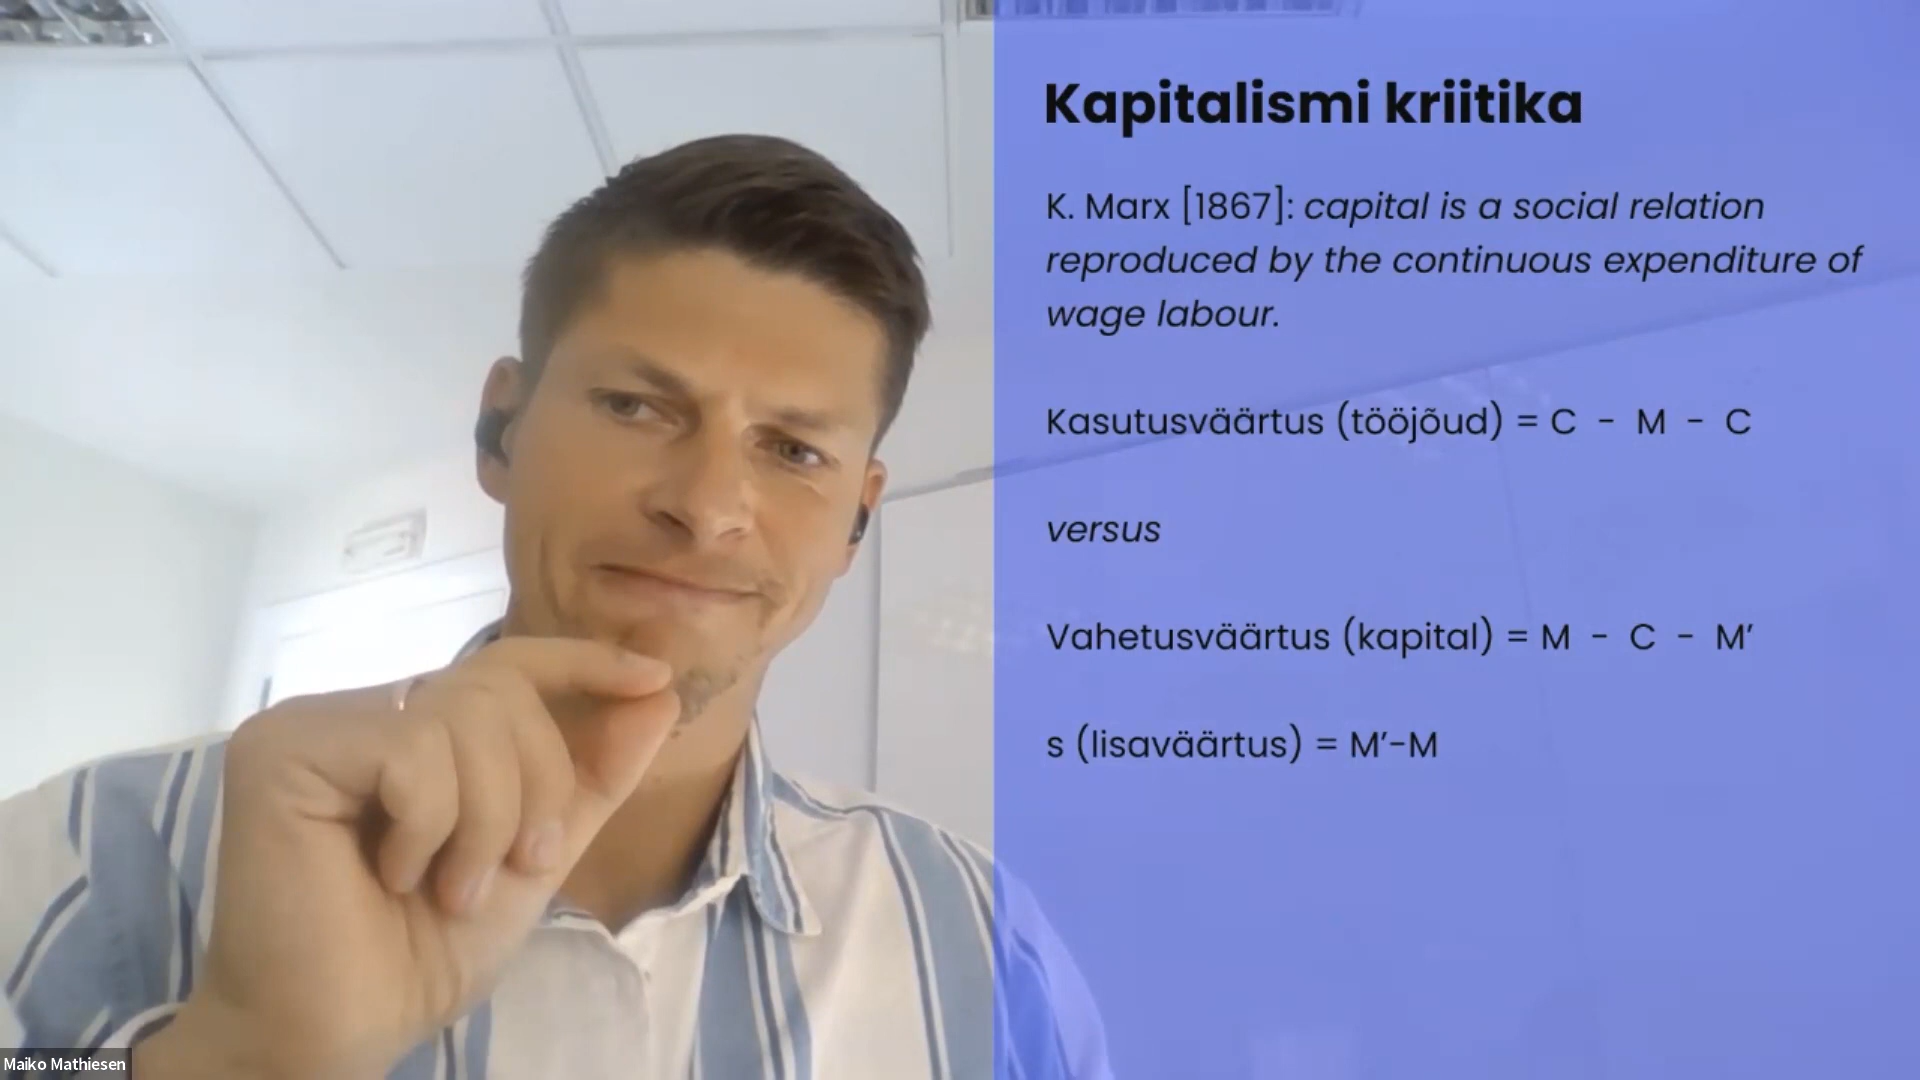 Kapitalismi kriitika
K. Marx [1867]: capital is a social relation
reproduced by the continuous expenditure of
wage labour.
Kasutusväärtus (tööjõud) = C - M - C
versus
Vahetusväärtus (kapital) = M - C - M’
s (lisaväärtus) = M’-M
Maiko Mathiesen